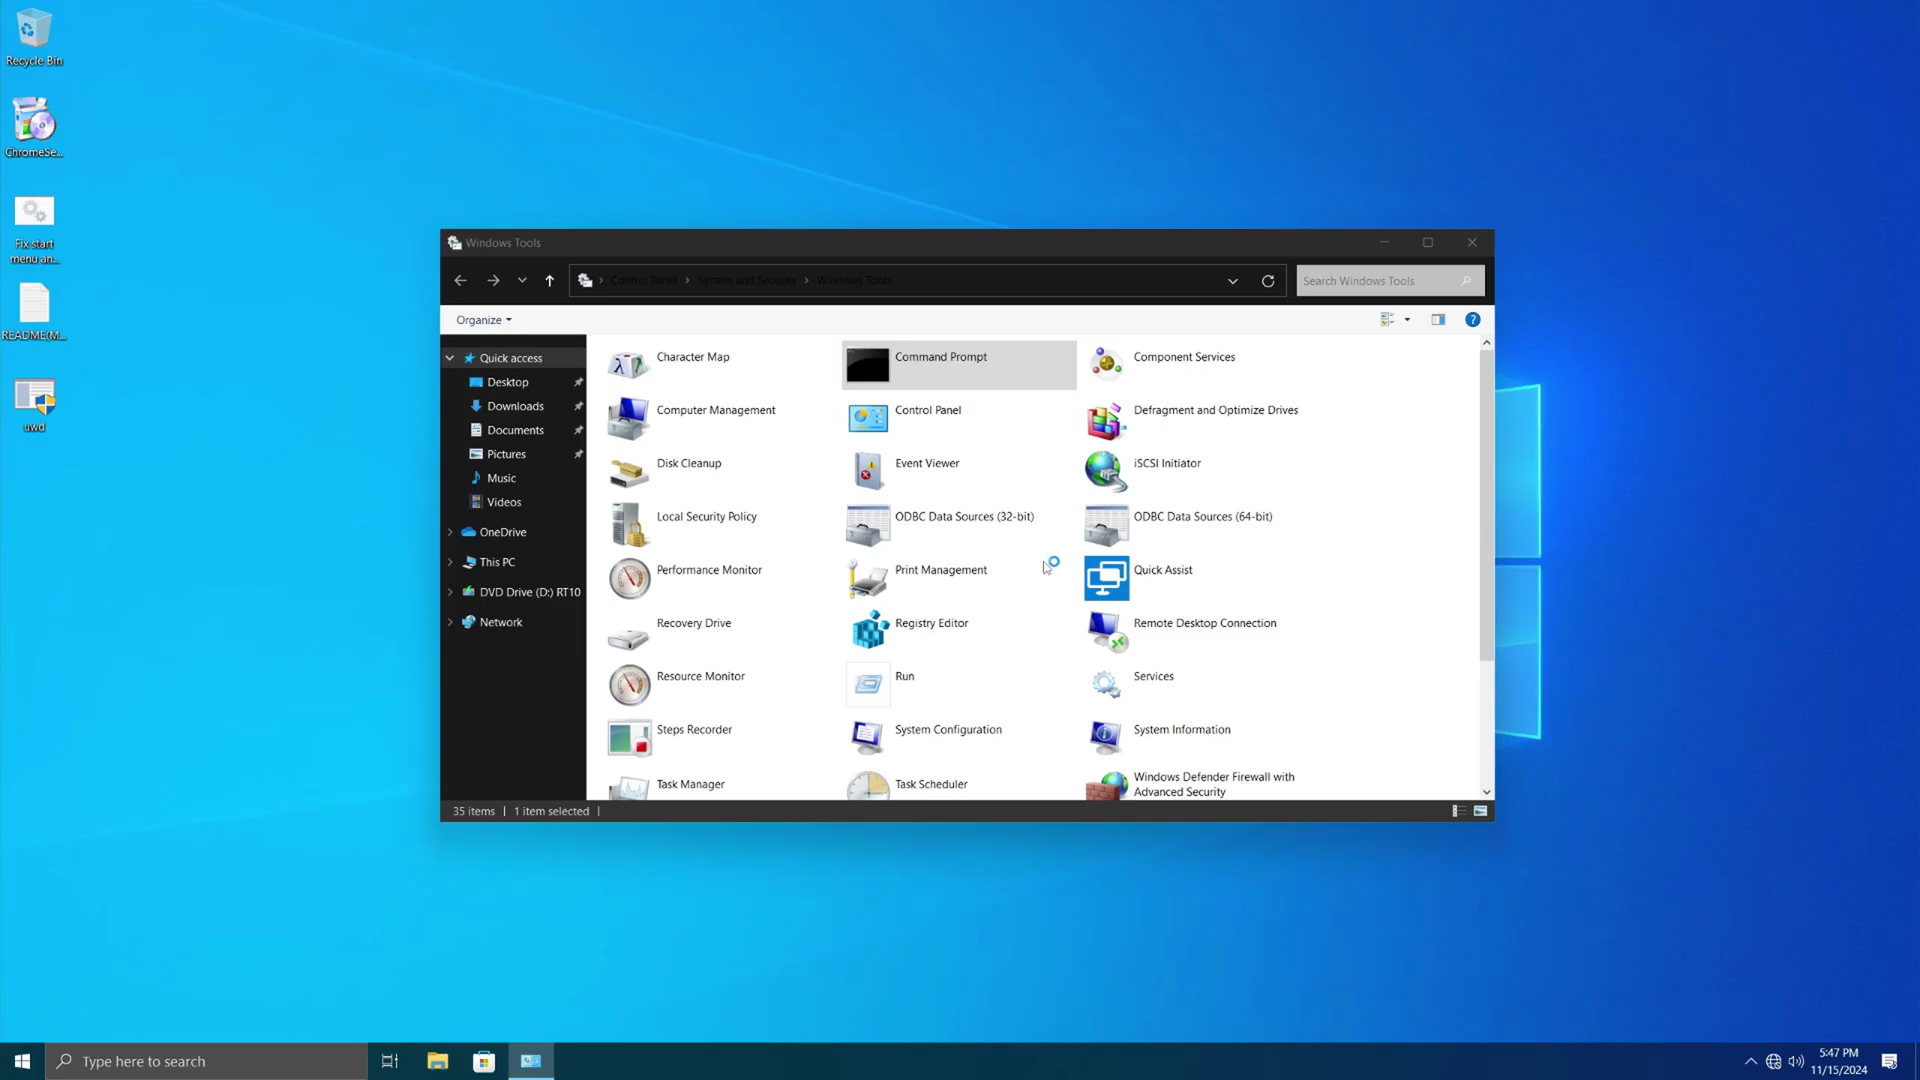 Recycle Bin
ChromeSe...
Fix start
menu an...
README(M...
uwd
Windows Tools
Control Panel
System and Security
Windows Tools
Search Windows Tools
Organize
Quick access
Desktop
Downloads
Documents
Pictures
Music
Videos
OneDrive
This PC
DVD Drive (D:) RT10
Network
Character Map
Command Prompt
Component Services
Computer Management
Control Panel
Defragment and Optimize Drives
Disk Cleanup
Event Viewer
iSCSI Initiator
Local Security Policy
ODBC Data Sources (32-bit)
ODBC Data Sources (64-bit)
Performance Monitor
Print Management
Quick Assist
Recovery Drive
Registry Editor
Remote Desktop Connection
Resource Monitor
Run
Services
Steps Recorder
System Configuration
System Information
Task Manager
Task Scheduler
Windows Defender Firewall with
Advanced Security
35 items
1 item selected
Type here to search
5:47 PM
11/15/2024